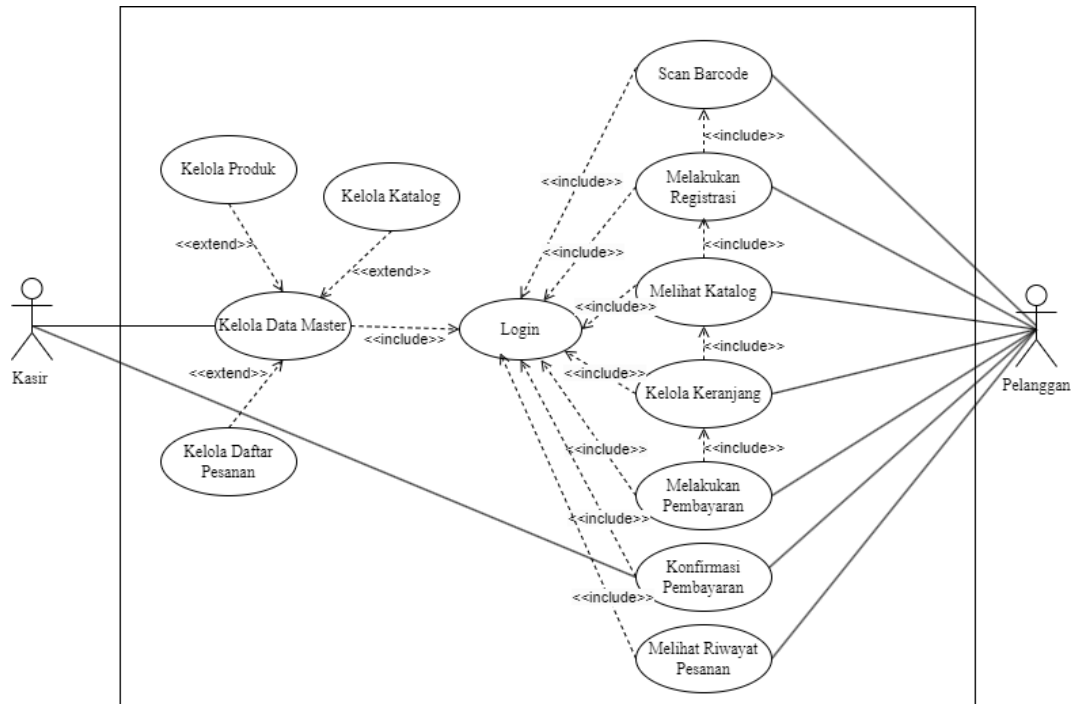 Scan Barcode
<<include>>
Kelola Produk
Kelola Katalog
<<include>>
Melakukan
Registrasi
<<extend>>
<<include>>
<<include>>
<<extend>>
Melihat Katalog
<<include>>
Kelola Data Master
<<include>>
Login
<<include>>
Kasir
Pelanggan
<<extend>>
<<include>>
Kelola Keranjang
<<include>>
Kelola Daftar
Pesanan
<<include>>
Melakukan
Pembayaran
<<include>>
Konfirmasi
Pembayaran
<<include>>
Melihat Riwayat
Pesanan